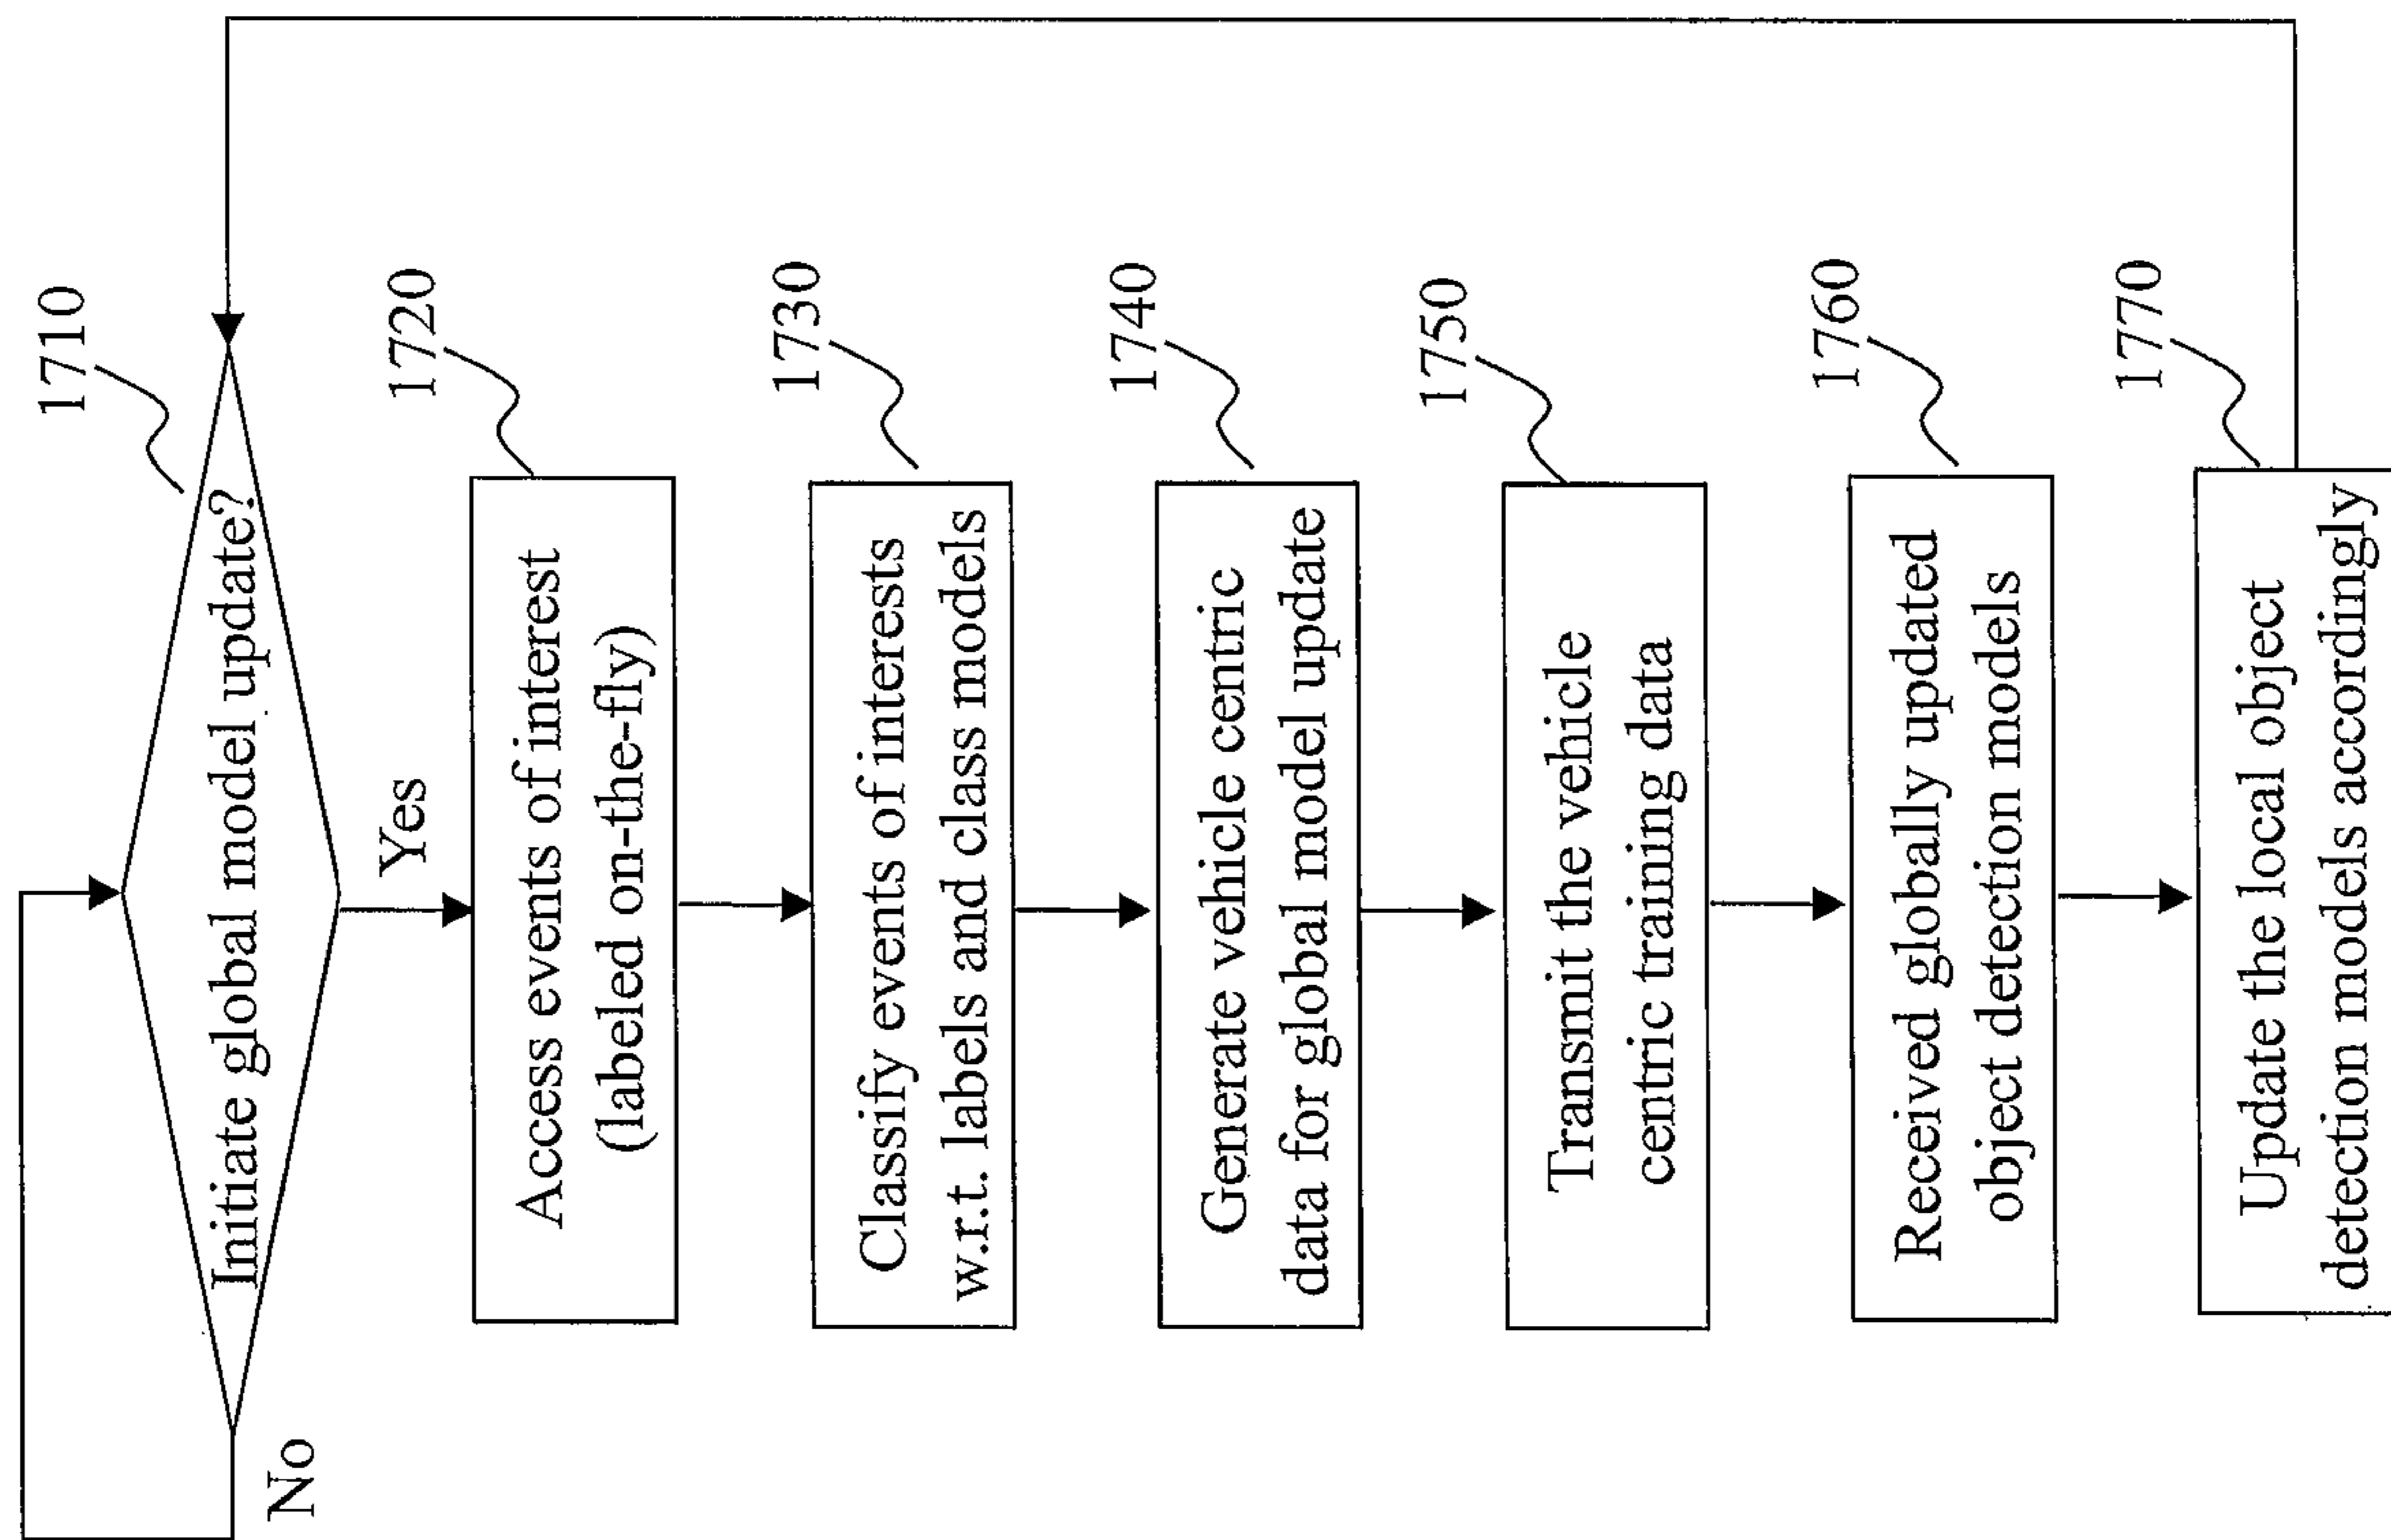 1710
Initiate global model update?
No
Yes
1720
Access events of interest
(labeled on-the-fly)
1730
Classify events of interests
w.r.t. labels and class models
1740
Generate vehicle centric
data for global model update
1750
Transmit the vehicle
centric training data
1760
Received globally updated
object detection models
1770
Update the local object
detection models accordingly